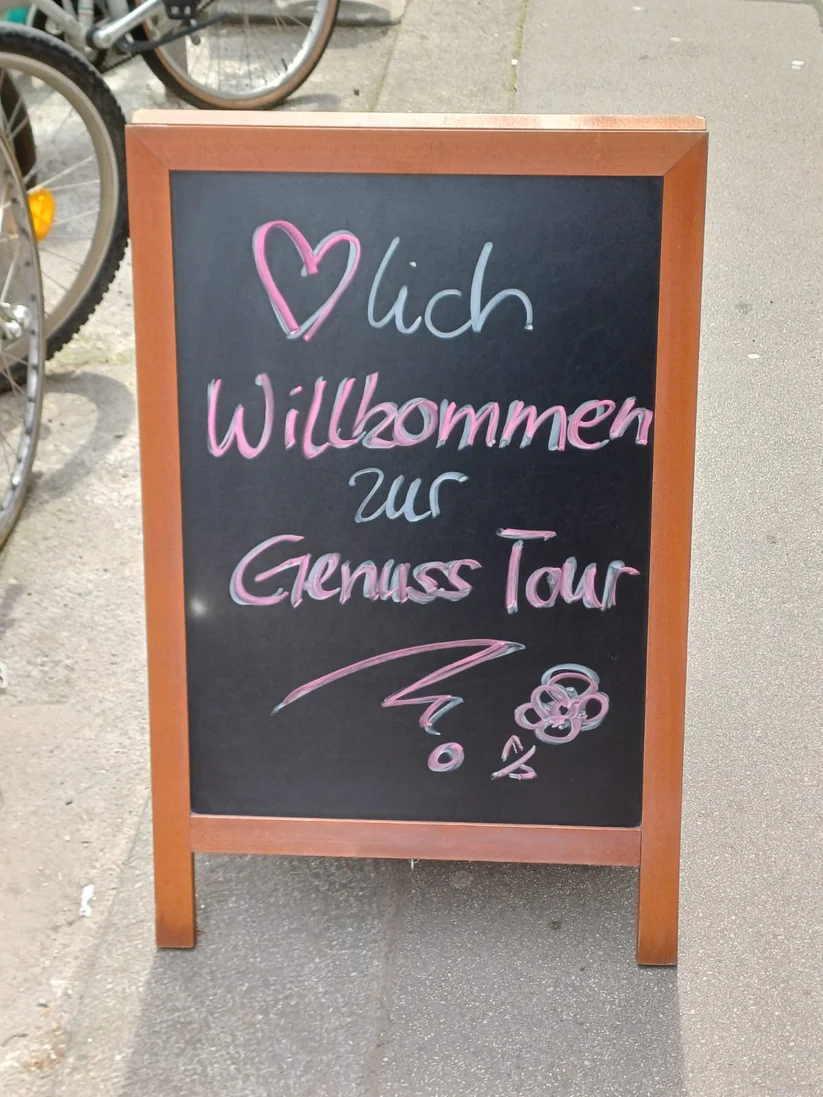 ♡lich
Willkommen
zur
Genuss Tour